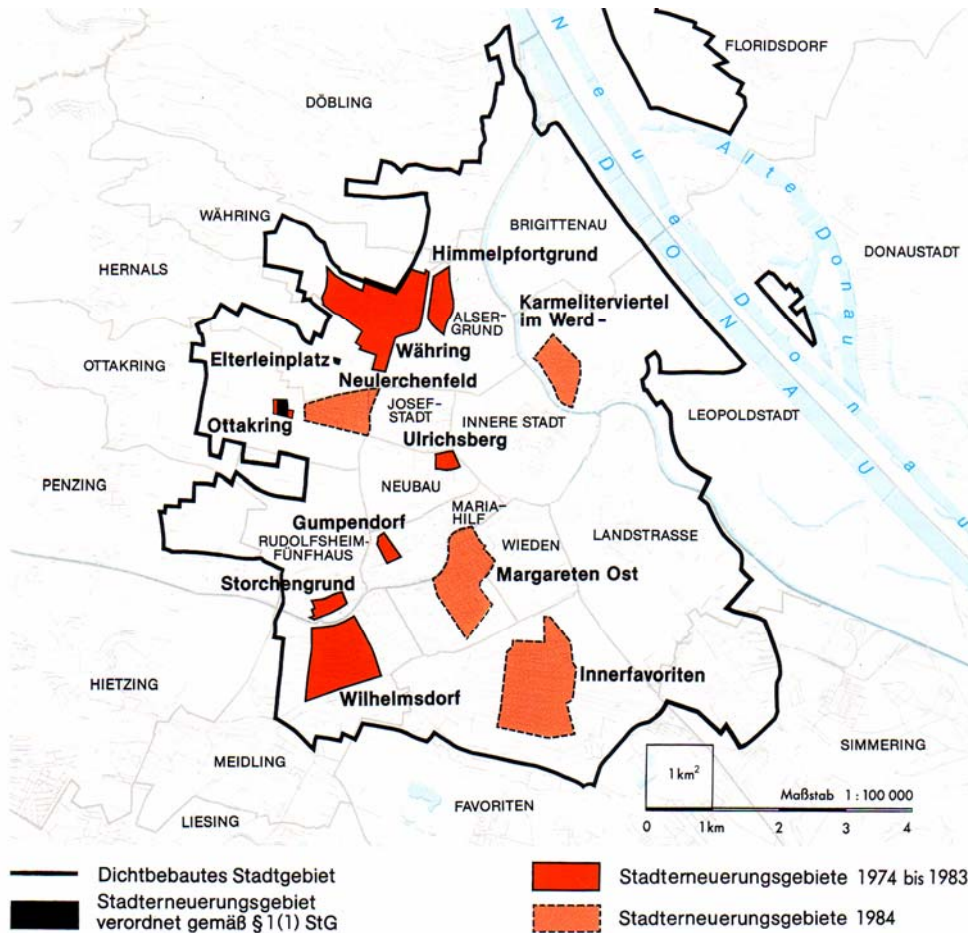 FLORIDSDORF
DÖBLING
Neue Donau
Alte Donau
DONAU
WÄHRING
BRIGITTENAU
DONAUSTADT
HERNALS
Himmelpfortgrund
Karmeliterviertel
im Werd -
ALSER-
GRUND
OTTAKRING
Elterleinplatz
Währing
Neulerchenfeld
JOSEF-
STADT
INNERE STADT
LEOPOLDSTADT
Ottakring
Ulrichsberg
PENZING
NEUBAU
MARIA-
HILF
Gumpendorf
RUDOLFSHEIM-
FÜNFHAUS
WIEDEN
LANDSTRASSE
Storchengrund
Margareten Ost
HIETZING
Wilhelmsdorf
Innerfavoriten
MEIDLING
SIMMERING
LIESING
FAVORITEN
1 km²
Maßstab 1 : 100 000
0 1km 2 3 4
Dichtbebautes Stadtgebiet
Stadterneuerungsgebiet
verordnet gemäß § 1 (1) StG
Stadterneuerungsgebiete 1974 bis 1983
Stadterneuerungsgebiete 1984